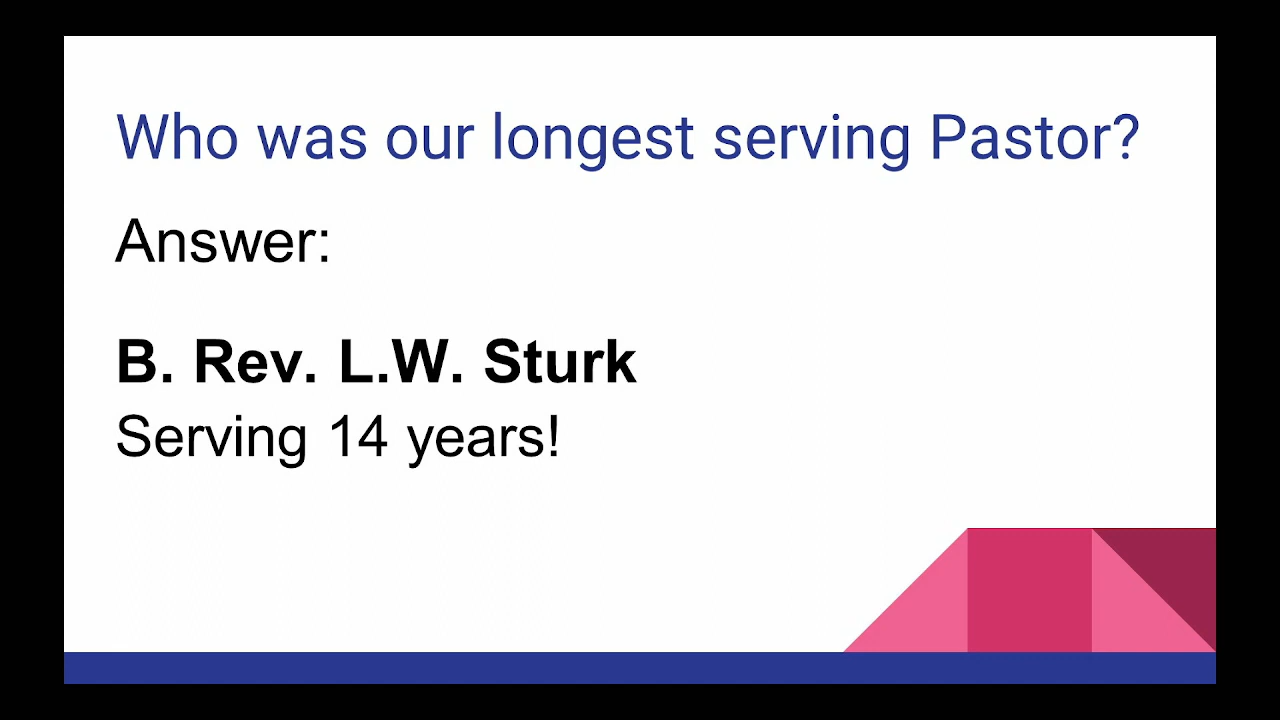 Who was our longest serving Pastor?
Answer:
B. Rev. L.W. Sturk
Serving 14 years!